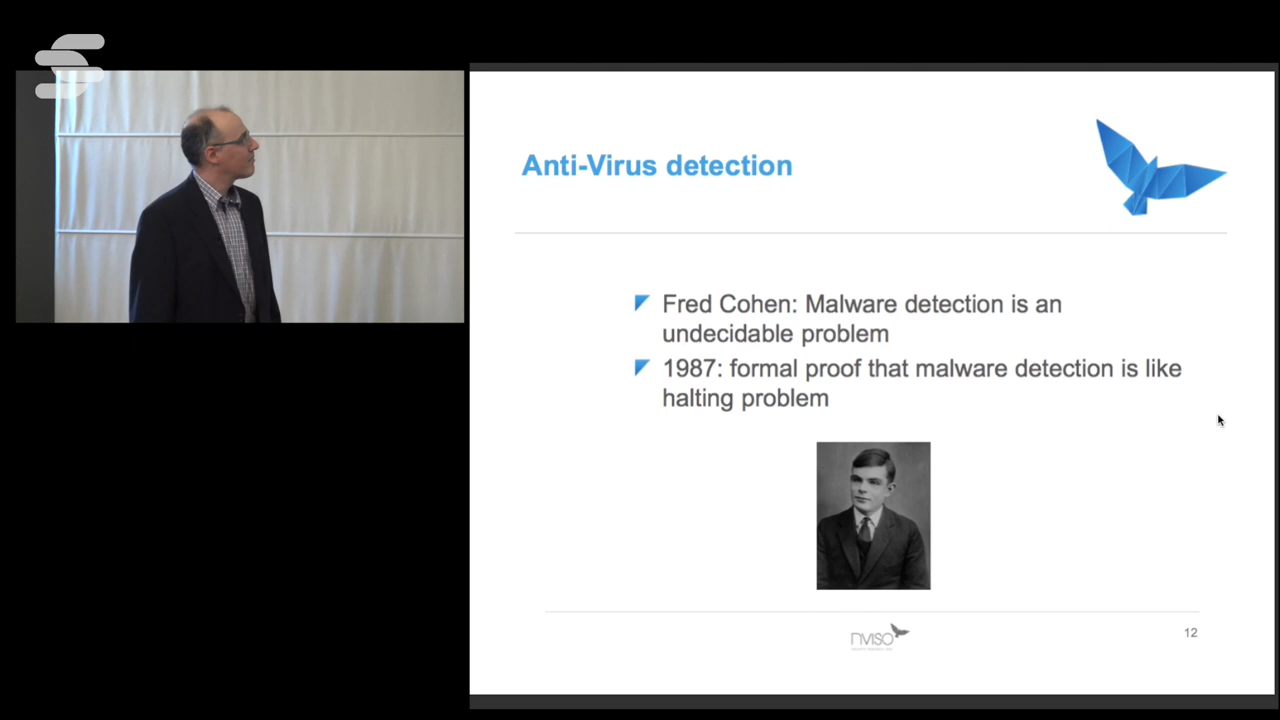 Anti-Virus detection
Fred Cohen: Malware detection is an
undecidable problem
1987: formal proof that malware detection is like
halting problem
NVISO
12